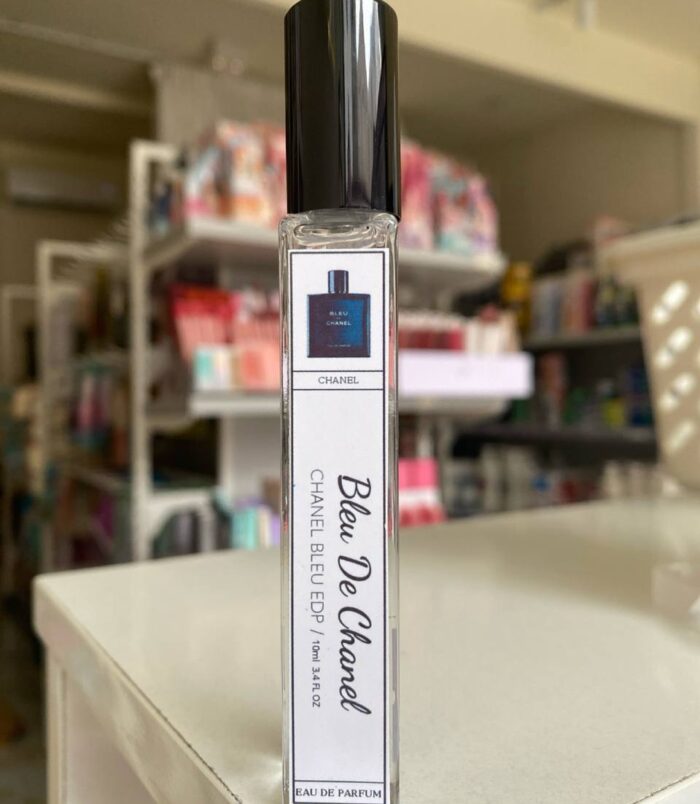 BLEU
CHANEL
CHANEL
Bleu De Chanel
CHANEL BLEU EDP / 10ml 3.4 FL OZ
EAU DE PARFUM